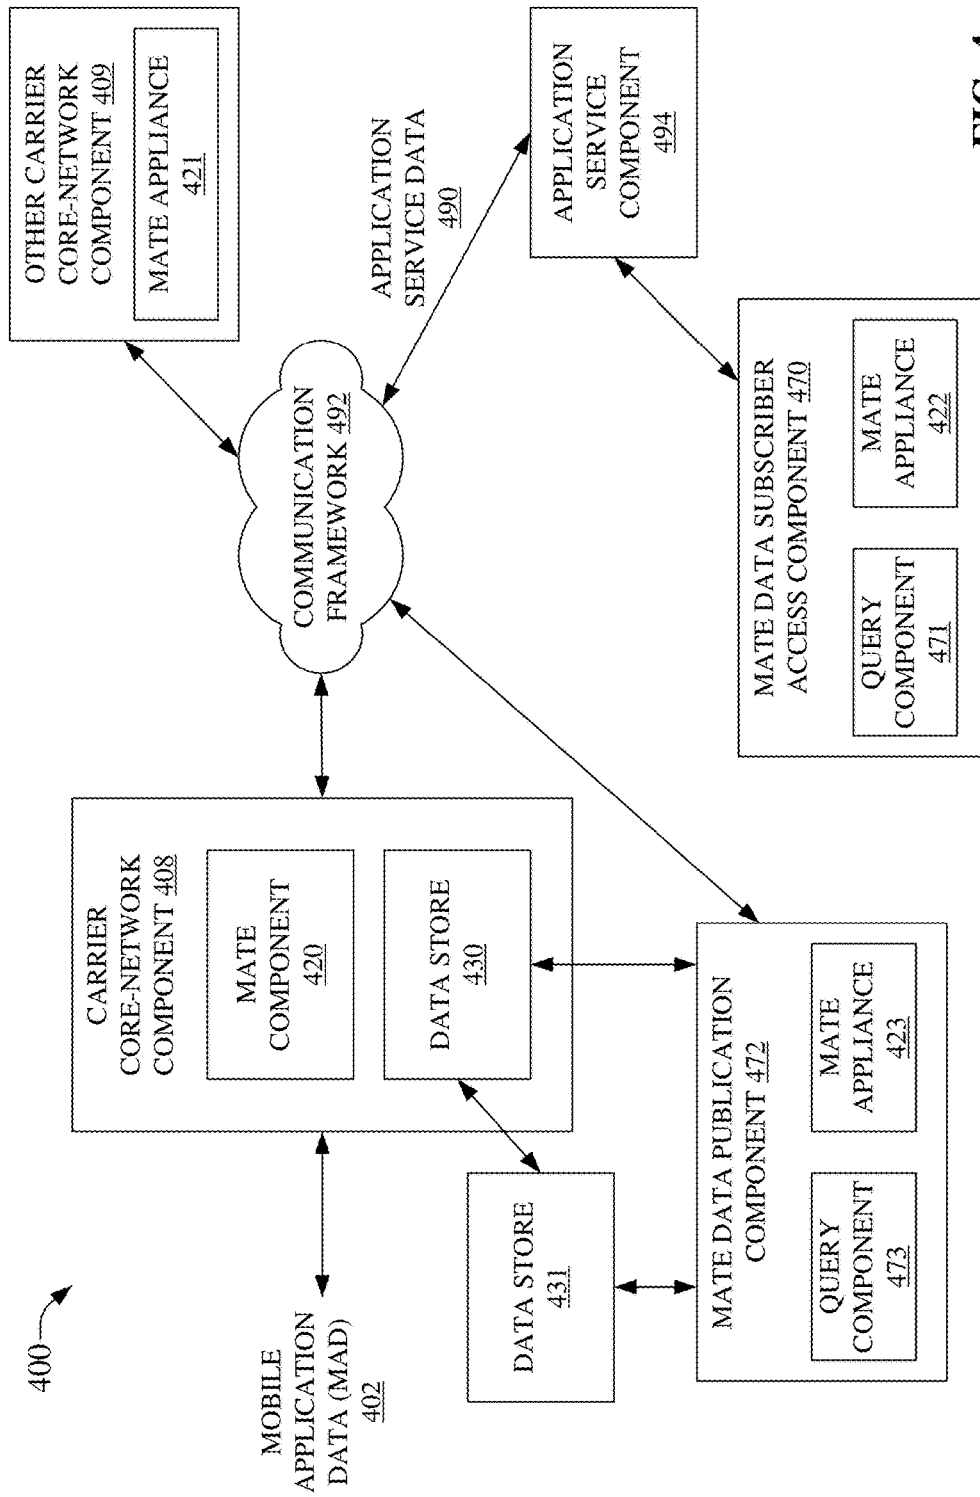 400
MOBILE
APPLICATION
DATA (MAD)
402
CARRIER
CORE-NETWORK
COMPONENT 408
MATE
COMPONENT
420
DATA STORE
430
DATA STORE
431
MATE DATA PUBLICATION
COMPONENT 472
QUERY
COMPONENT
473
MATE
APPLIANCE
423
COMMUNICATION
FRAMEWORK 492
OTHER CARRIER
CORE-NETWORK
COMPONENT 409
MATE APPLIANCE
421
APPLICATION
SERVICE DATA
490
APPLICATION
SERVICE
COMPONENT
494
MATE DATA SUBSCRIBER
ACCESS COMPONENT 470
QUERY
COMPONENT
471
MATE
APPLIANCE
422